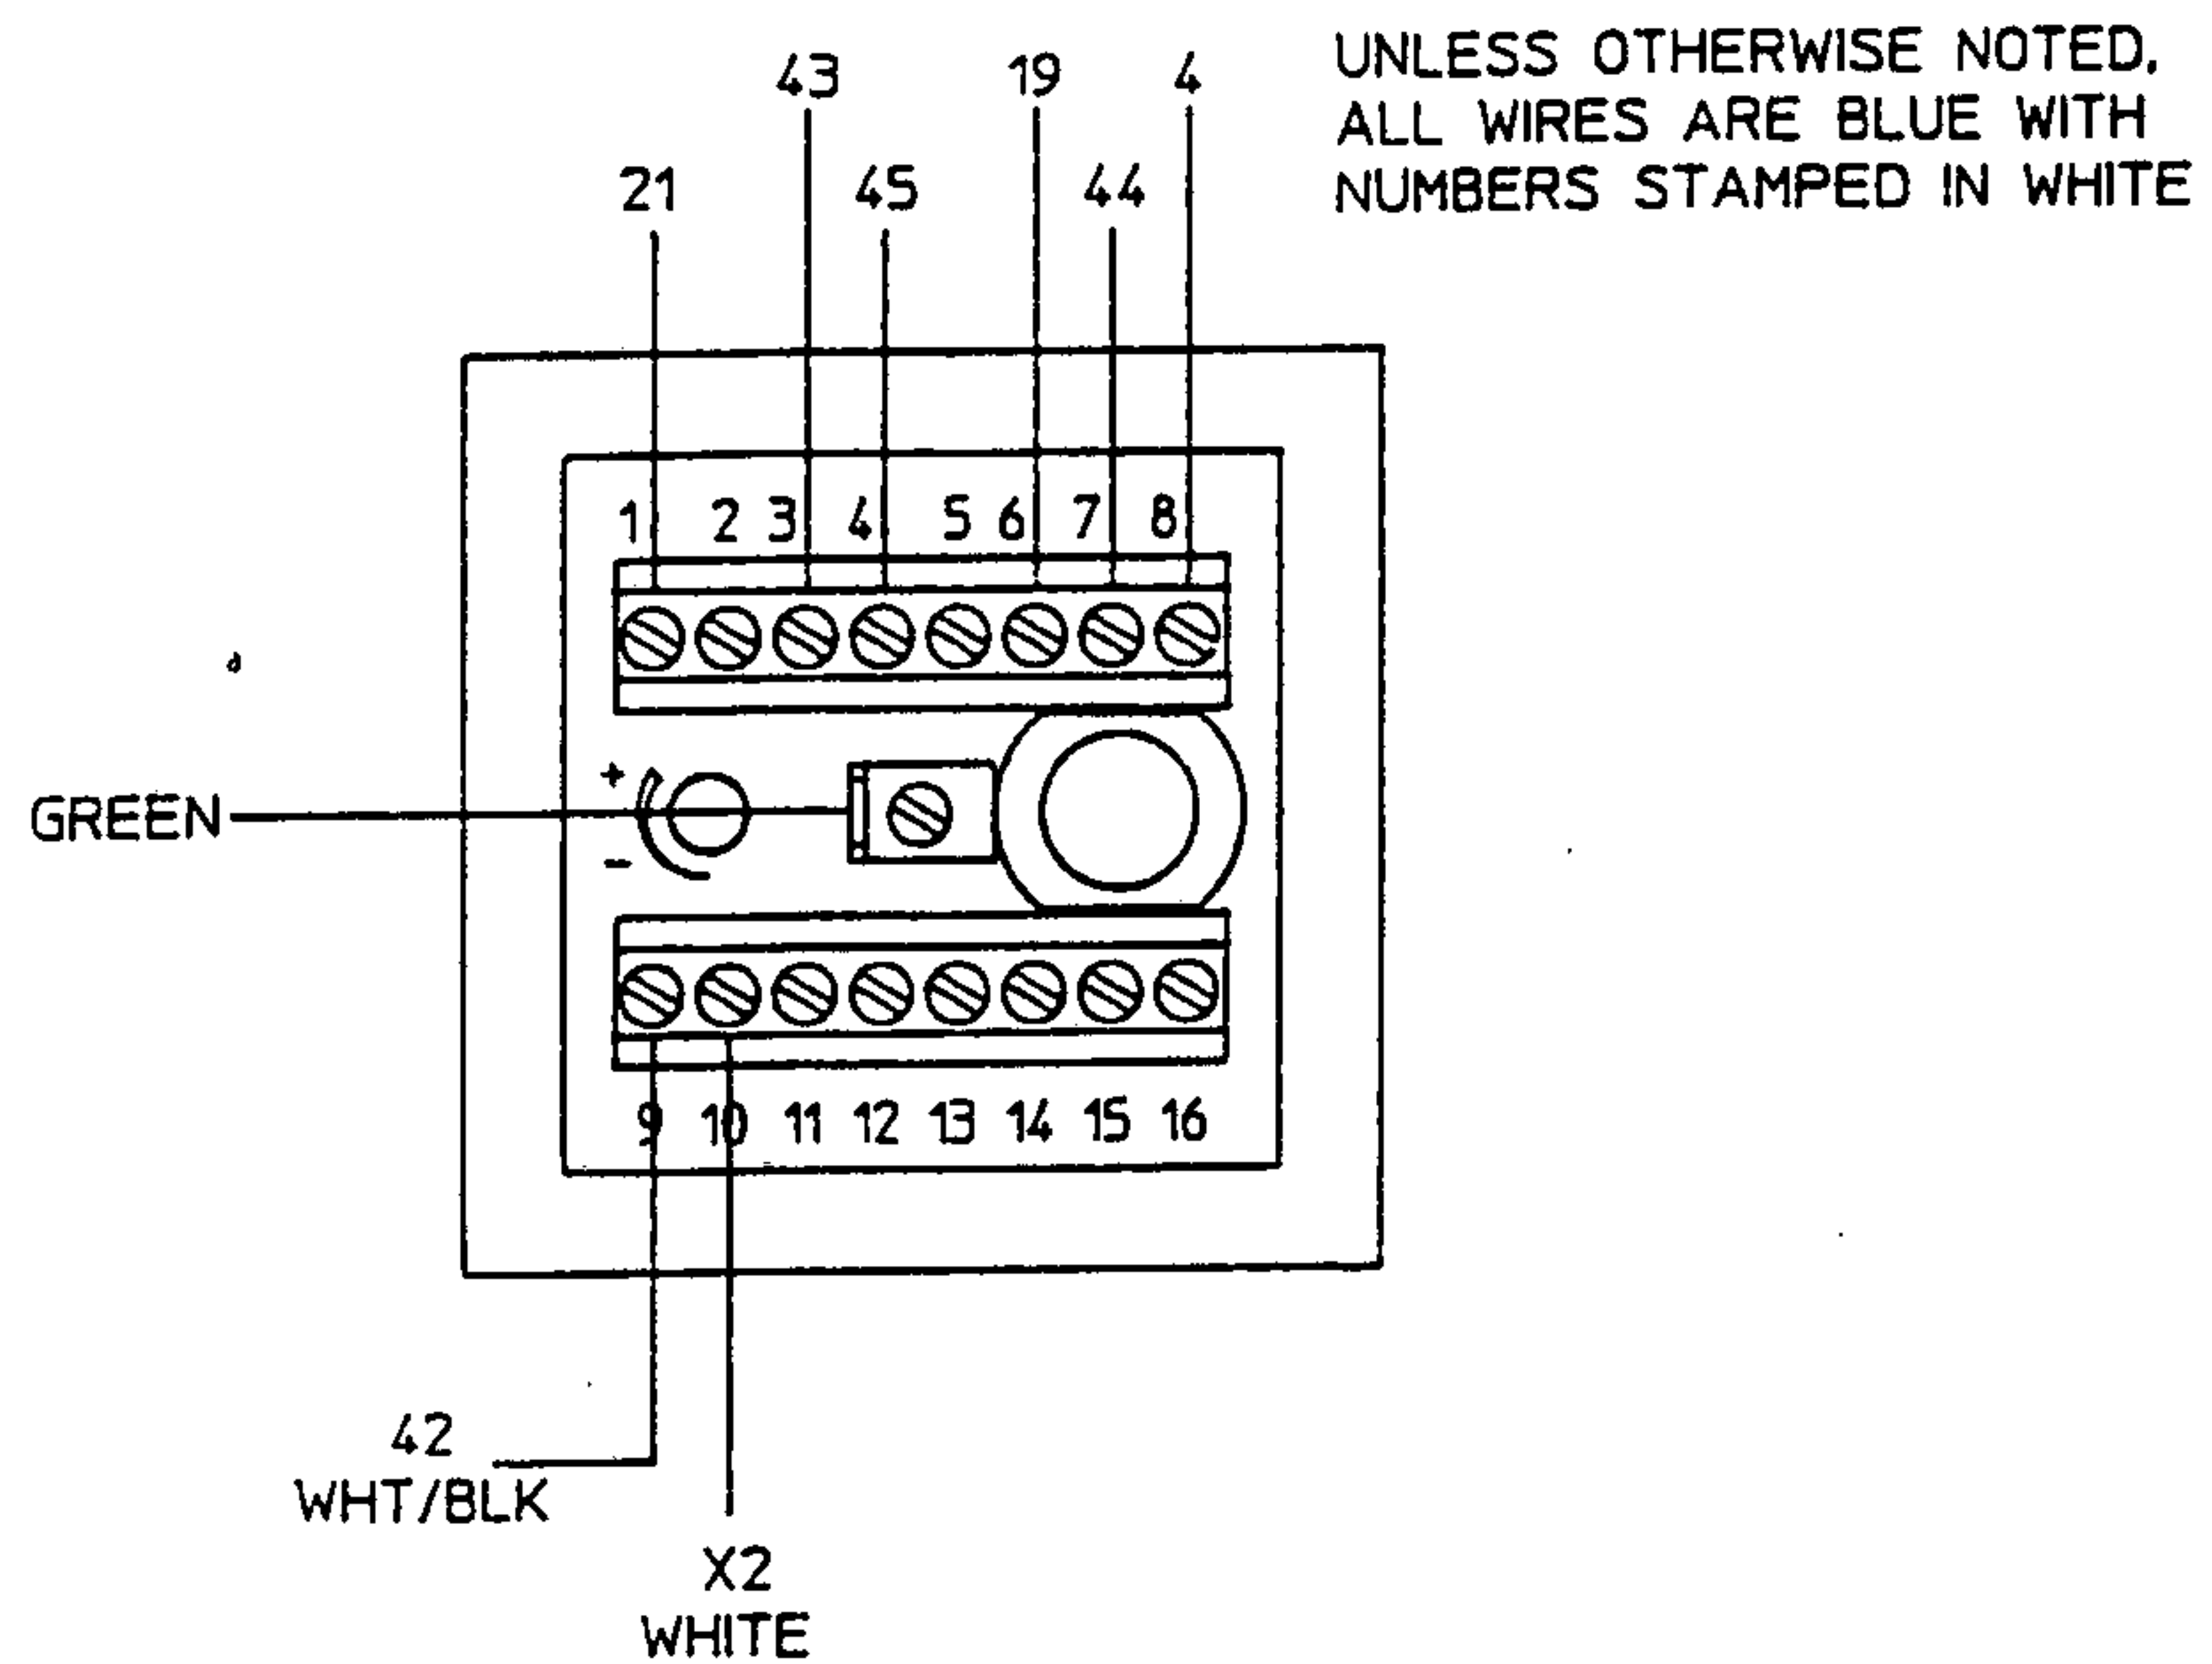 43 19 4
UNLESS OTHERWISE NOTED,
ALL WIRES ARE BLUE WITH
NUMBERS STAMPED IN WHITE
21 45 44
1 2 3 4 5 6 7 8
+
GREEN
-
9 10 11 12 13 14 15 16
42
WHT/BLK
X2
WHITE